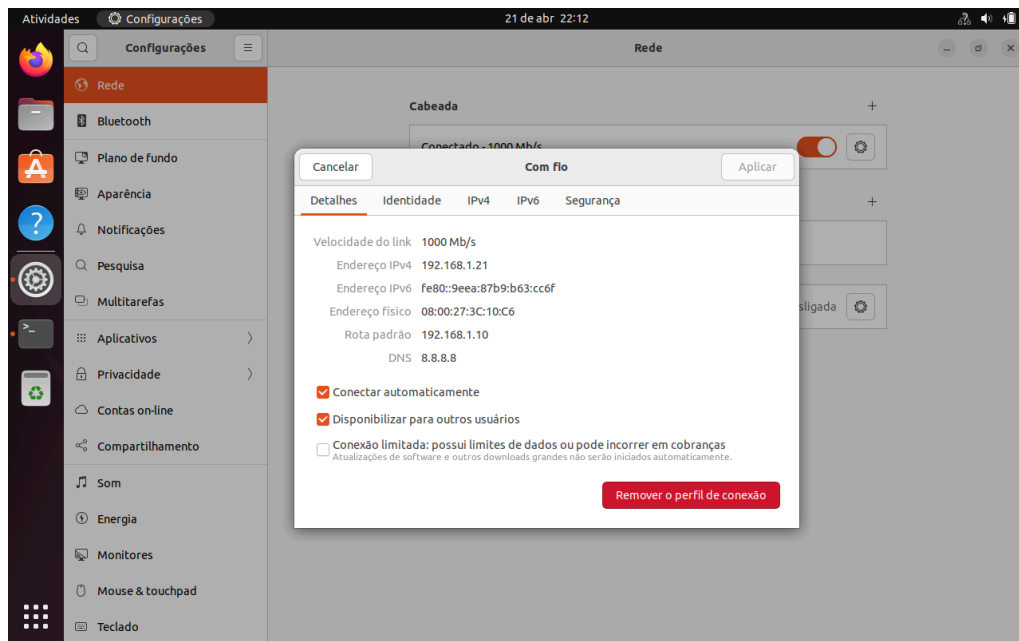 Atividades Configurações 21 de abr 22:12
Configurações
Rede
Bluetooth
Plano de fundo
Aparência
Notificações
Pesquisa
Multitarefas
Aplicativos
Privacidade
Contas on-line
Compartilhamento
Som
Energia
Monitores
Mouse & touchpad
Teclado
Rede
Cabeada
Conectado - 1000 Mb/s
Cancelar Com fio Aplicar
Detalhes Identidade IPv4 IPv6 Segurança
Velocidade do link 1000 Mb/s
Endereço IPv4 192.168.1.21
Endereço IPv6 fe80::9eea:87b9:b63:cc6f
Endereço físico 08:00:27:3C:10:C6
Rota padrão 192.168.1.10
DNS 8.8.8.8
Conectar automaticamente
Disponibilizar para outros usuários
Conexão limitada: possui limites de dados ou pode incorrer em cobranças
Atualizações de software e outros downloads grandes não serão iniciados automaticamente.
Remover o perfil de conexão
sligada